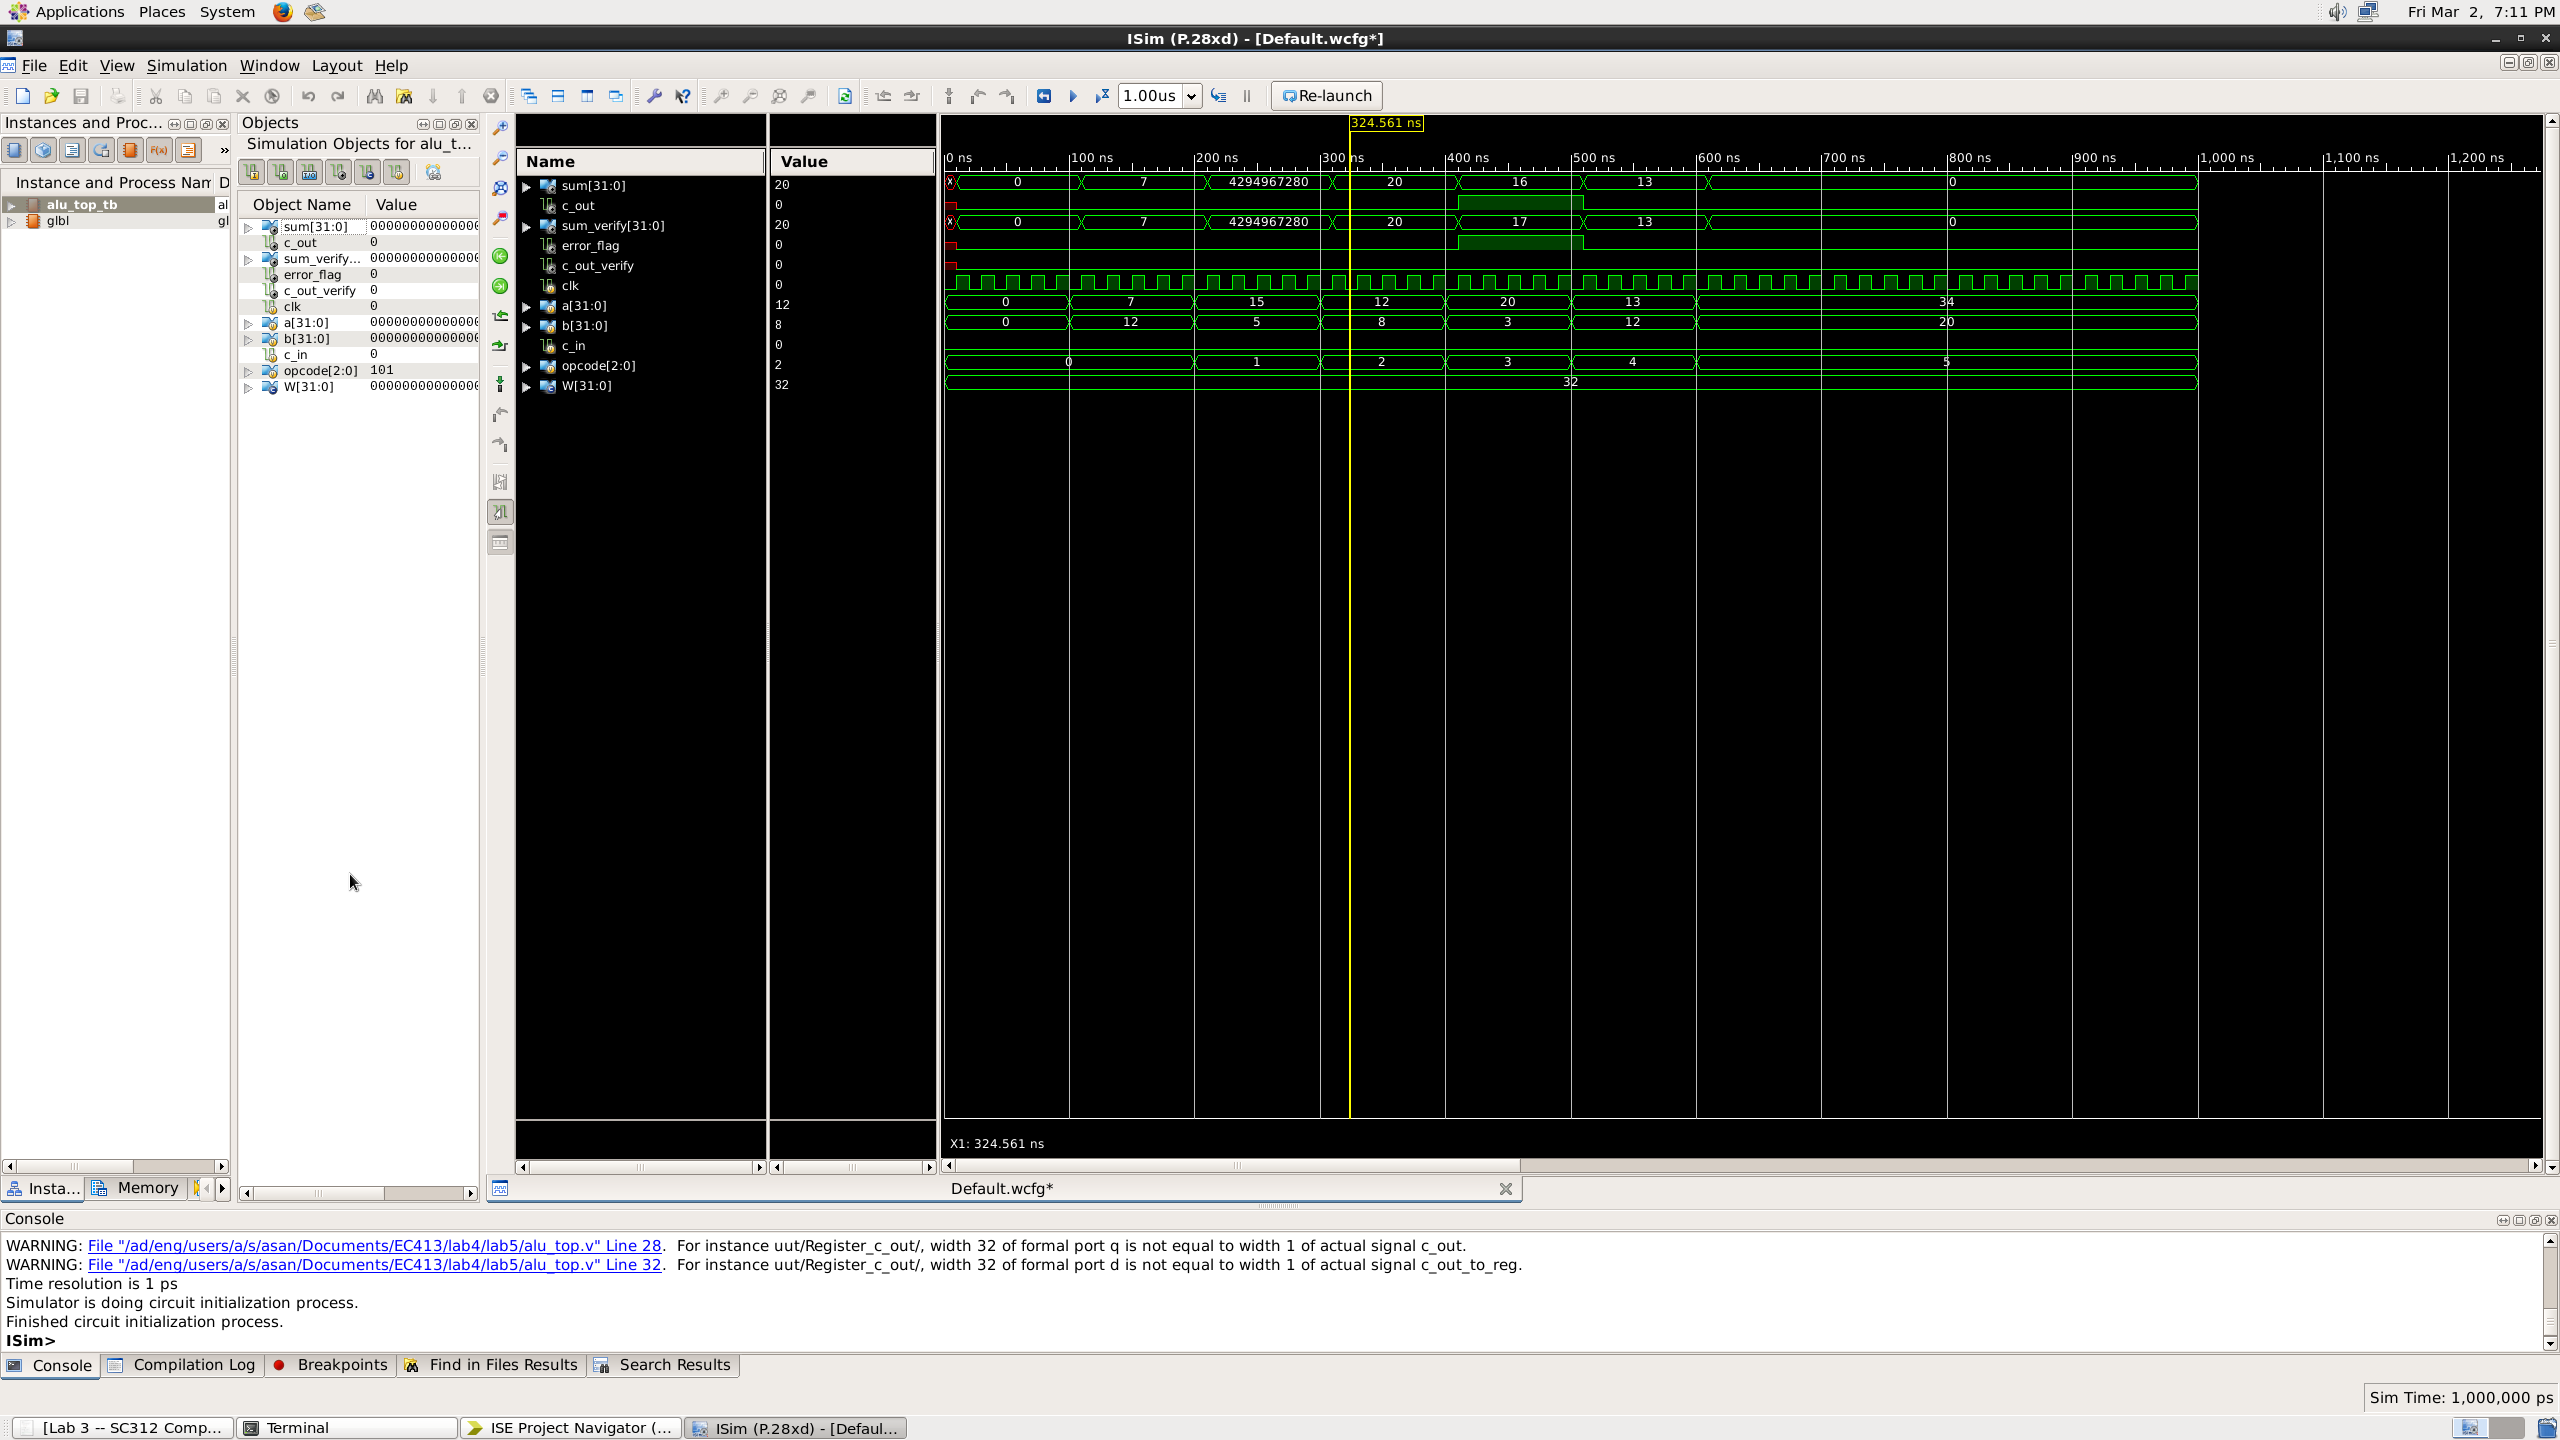 Applications Places System Fri Mar 2, 7:11 PM
ISim (P.28xd) - [Default.wcfg*]
File Edit View Simulation Window Layout Help
1.00us Re-launch
Instances and Proc...
Objects
Simulation Objects for alu_t...
Instance and Process Nam D
alu_top_tb al
glbl gl
Object Name Value
sum[31:0]
c_out 0
sum_verify...
error_flag 0
c_out_verify 0
clk 0
a[31:0]
b[31:0]
c_in 0
opcode[2:0] 101
W[31:0]
324.561 ns
Name Value
0 ns 100 ns 200 ns 300 ns 400 ns 500 ns 600 ns 700 ns 800 ns 900 ns 1,000 ns 1,100 ns 1,200 ns
sum[31:0] 20 X 0 7 4294967280 20 16 13 0
c_out 0
sum_verify[31:0] 20 X 0 7 4294967280 20 17 13 0
error_flag 0
c_out_verify 0
clk 0
a[31:0] 12 0 7 15 12 20 13 34
b[31:0] 8 0 12 5 8 3 12 20
c_in 0
opcode[2:0] 2 0 1 2 3 4 5
W[31:0] 32 32
X1: 324.561 ns
Insta... Memory
Default.wcfg*
Console
WARNING: File "/ad/eng/users/a/s/asan/Documents/EC413/lab4/lab5/alu_top.v" Line 28. For instance uut/Register_c_out/, width 32 of formal port q is not equal to width 1 of actual signal c_out.
WARNING: File "/ad/eng/users/a/s/asan/Documents/EC413/lab4/lab5/alu_top.v" Line 32. For instance uut/Register_c_out/, width 32 of formal port d is not equal to width 1 of actual signal c_out_to_reg.
Time resolution is 1 ps
Simulator is doing circuit initialization process.
Finished circuit initialization process.
ISim>
Console Compilation Log Breakpoints Find in Files Results Search Results
Sim Time: 1,000,000 ps
[Lab 3 -- SC312 Comp... Terminal ISE Project Navigator (... ISim (P.28xd) - [Defaul...